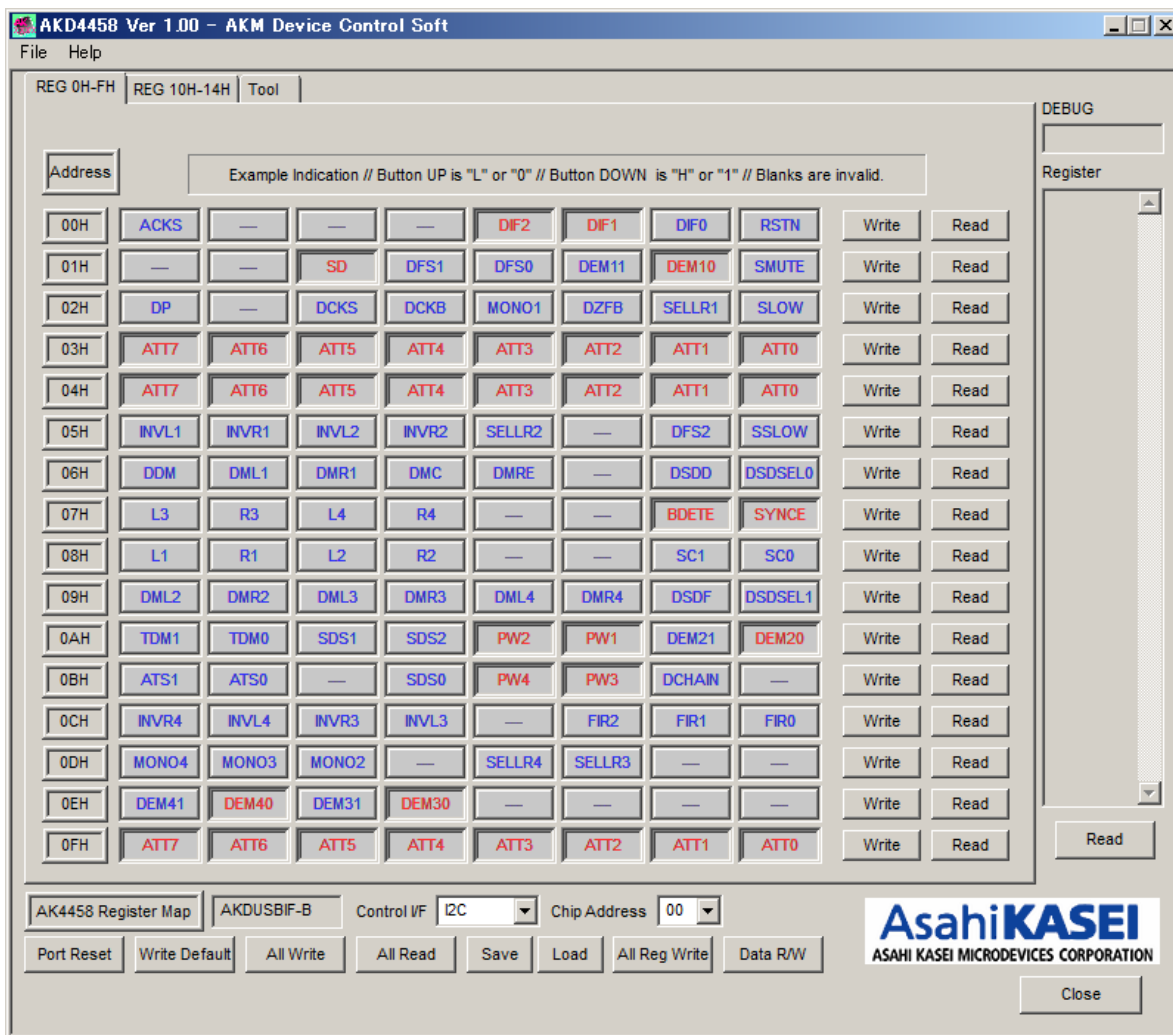 AKD4458 Ver 1.00 - AKM Device Control Soft
File Help
REG 0H-FH REG 10H-14H Tool
DEBUG
Address Example Indication // Button UP is "L" or "0" // Button DOWN is "H" or "1" // Blanks are invalid. Register
00H ACKS — — — DIF2 DIF1 DIF0 RSTN Write Read
01H — — SD DFS1 DFS0 DEM11 DEM10 SMUTE Write Read
02H DP — DCKS DCKB MONO1 DZFB SELLR1 SLOW Write Read
03H ATT7 ATT6 ATT5 ATT4 ATT3 ATT2 ATT1 ATT0 Write Read
04H ATT7 ATT6 ATT5 ATT4 ATT3 ATT2 ATT1 ATT0 Write Read
05H INVL1 INVR1 INVL2 INVR2 SELLR2 — DFS2 SSLOW Write Read
06H DDM DML1 DMR1 DMC DMRE — DSDD DSDSEL0 Write Read
07H L3 R3 L4 R4 — — BDETE SYNCE Write Read
08H L1 R1 L2 R2 — — SC1 SC0 Write Read
09H DML2 DMR2 DML3 DMR3 DML4 DMR4 DSDF DSDSEL1 Write Read
0AH TDM1 TDM0 SDS1 SDS2 PW2 PW1 DEM21 DEM20 Write Read
0BH ATS1 ATS0 — SDS0 PW4 PW3 DCHAIN — Write Read
0CH INVR4 INVL4 INVR3 INVL3 — FIR2 FIR1 FIR0 Write Read
0DH MONO4 MONO3 MONO2 — SELLR4 SELLR3 — — Write Read
0EH DEM41 DEM40 DEM31 DEM30 — — — — Write Read
0FH ATT7 ATT6 ATT5 ATT4 ATT3 ATT2 ATT1 ATT0 Write Read
Read
AK4458 Register Map AKDUSBIF-B Control I/F I2C Chip Address 00
Port Reset Write Default All Write All Read Save Load All Reg Write Data R/W
AsahiKASEI
ASAHI KASEI MICRODEVICES CORPORATION
Close